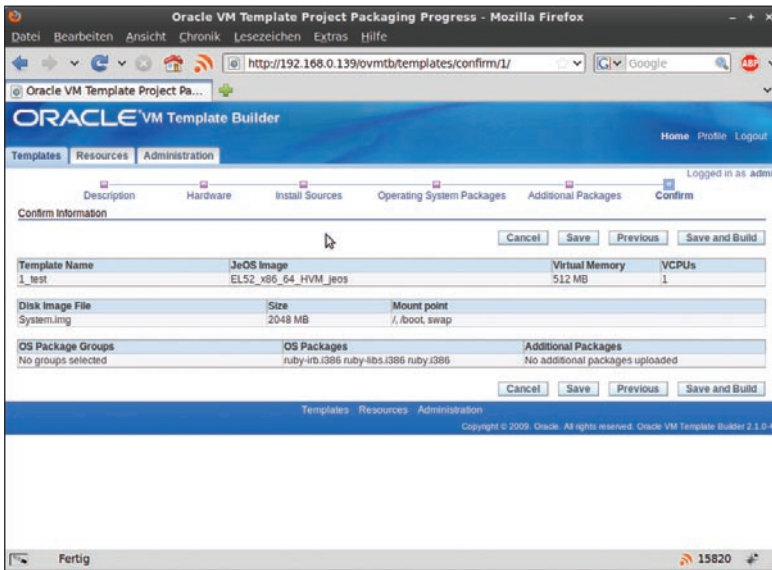 Oracle VM Template Project Packaging Progress - Mozilla Firefox
Datei Bearbeiten Ansicht Chronik Lesezeichen Extras Hilfe
http://192.168.0.139/ovmtb/templates/confirm/1/ Google ABP
Oracle VM Template Project Pa...
ORACLE VM Template Builder
Home Profile Logout
Templates Resources Administration
Logged in as admi
Description Hardware Install Sources Operating System Packages Additional Packages Confirm
Confirm Information
Cancel Save Previous Save and Build
Template Name JeOS Image Virtual Memory VCPUs
1_test EL52_x86_64_HVM_jeos 512 MB 1
Disk Image File Size Mount point
System.img 2048 MB /, /boot, swap
OS Package Groups OS Packages Additional Packages
No groups selected ruby-irb.i386 ruby-libs.i386 ruby.i386 No additional packages uploaded
Cancel Save Previous Save and Build
Templates Resources Administration
Copyright © 2009. Oracle. All rights reserved. Oracle VM Template Builder 2.1.0-4
Fertig 15820